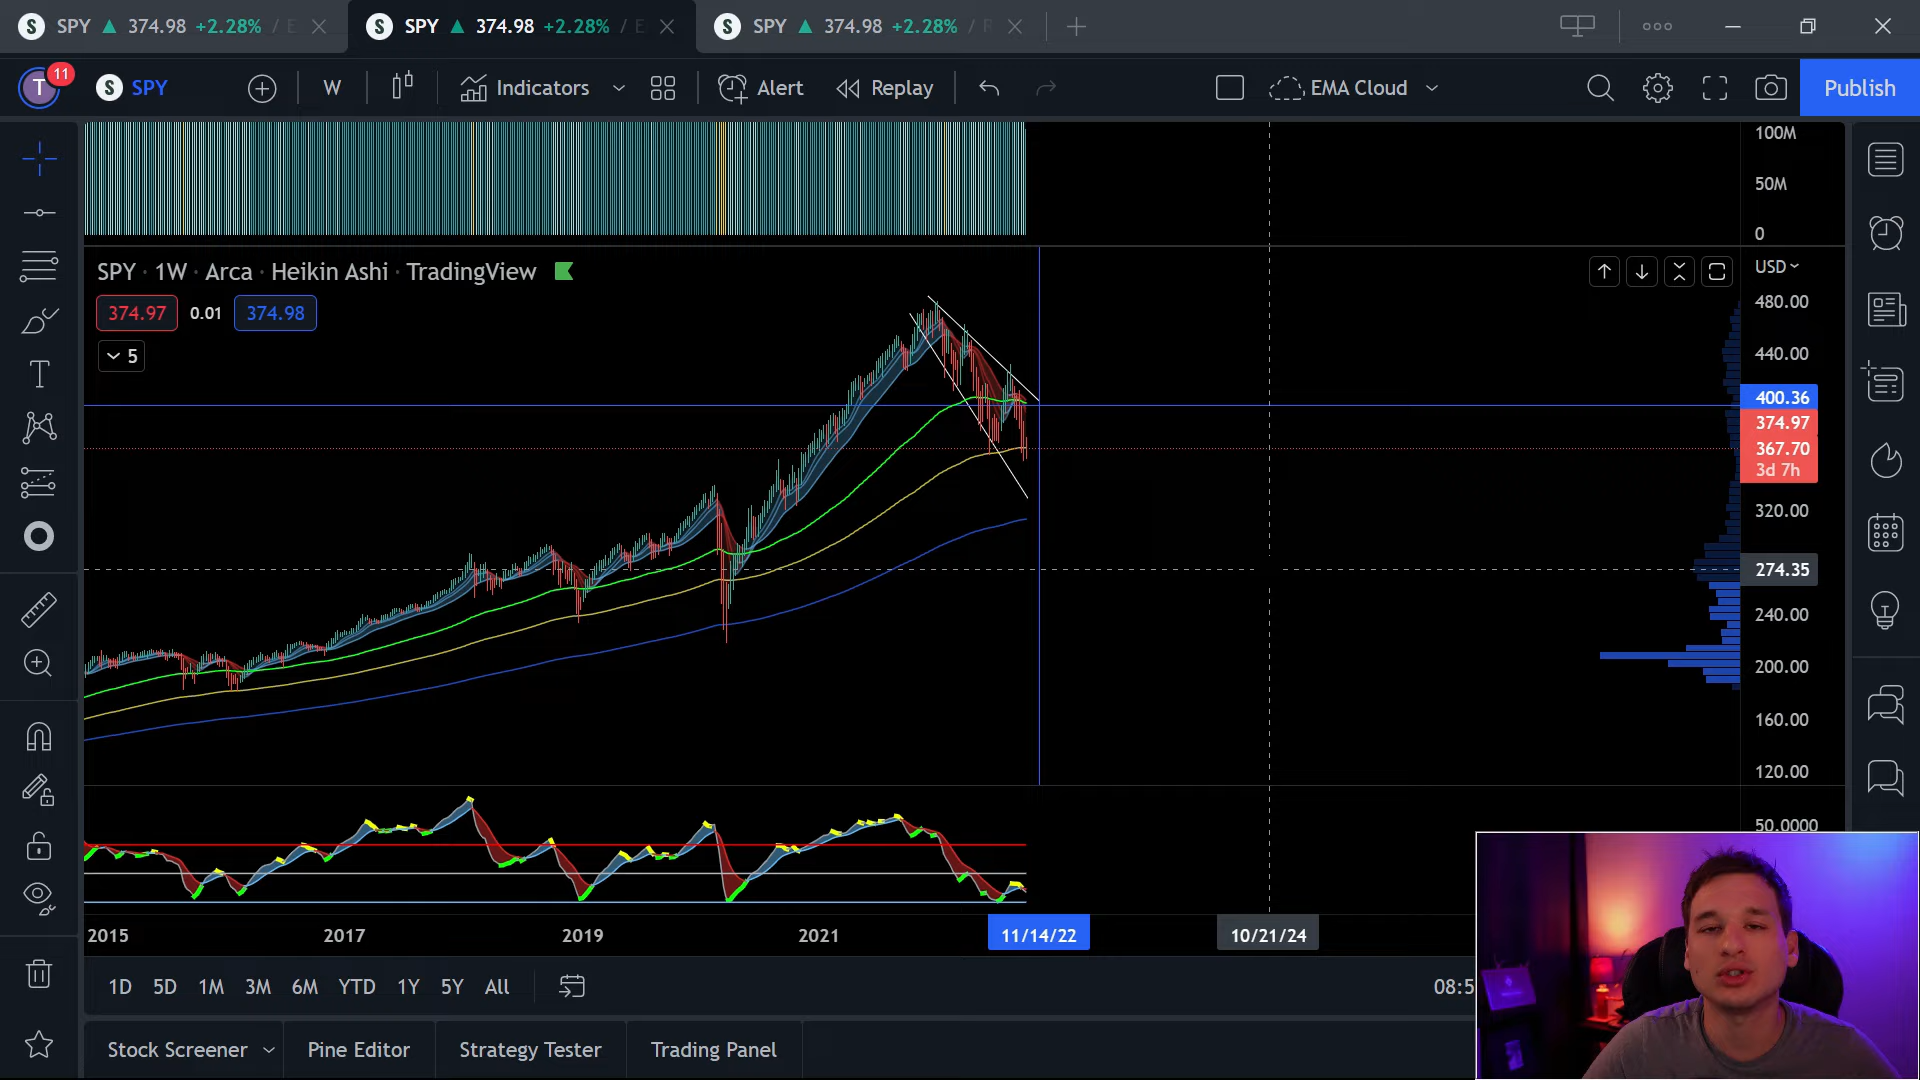 SPY 374.98 +2.28% / E
SPY 374.98 +2.28% / E
SPY 374.98 +2.28% / R
T 11 S SPY W Indicators Alert Replay EMA Cloud Publish
100M
50M
0
SPY · 1W · Arca · Heikin Ashi · TradingView
USD
374.97 0.01 374.98
5
480.00
440.00
400.36
374.97
367.70
3d 7h
320.00
274.35
240.00
200.00
160.00
120.00
50.0000
2015 2017 2019 2021 11/14/22 10/21/24
1D 5D 1M 3M 6M YTD 1Y 5Y All 08:5
Stock Screener Pine Editor Strategy Tester Trading Panel